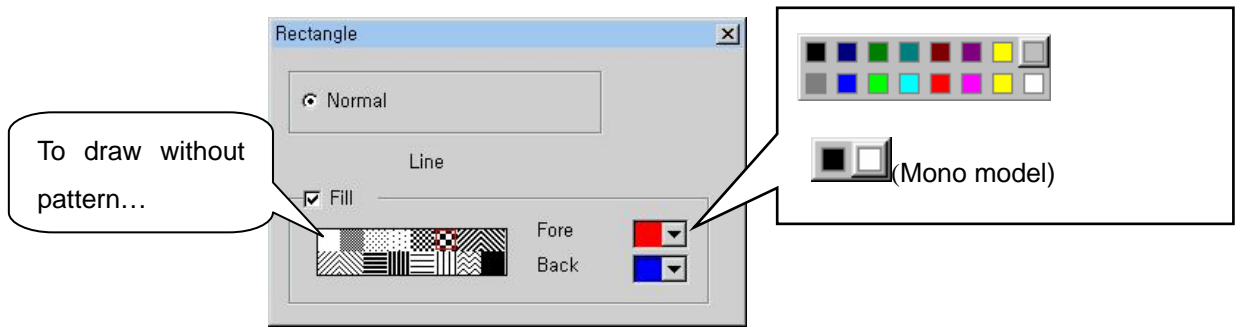 Rectangle
Normal
To draw without
pattern…
Line
Fill
Fore
Back
(Mono model)